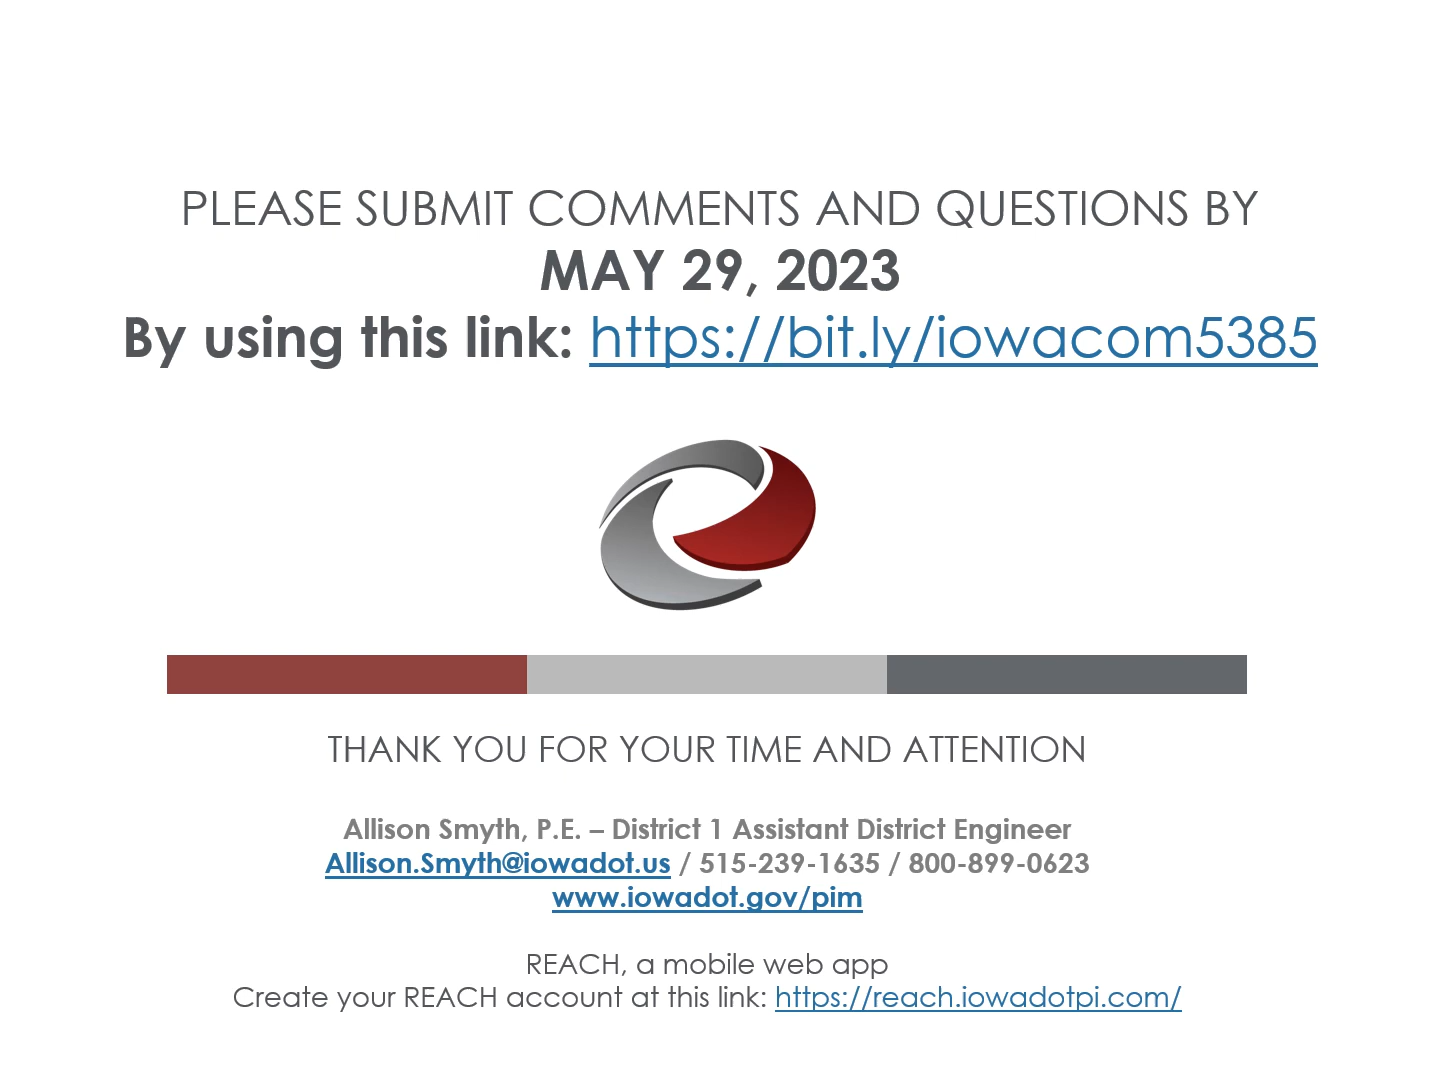 PLEASE SUBMIT COMMENTS AND QUESTIONS BY
MAY 29, 2023
By using this link: https://bit.ly/iowacom5385
THANK YOU FOR YOUR TIME AND ATTENTION
Allison Smyth, P.E. – District 1 Assistant District Engineer
Allison.Smyth@iowadot.us / 515-239-1635 / 800-899-0623
www.iowadot.gov/pim
REACH, a mobile web app
Create your REACH account at this link: https://reach.iowadotpi.com/